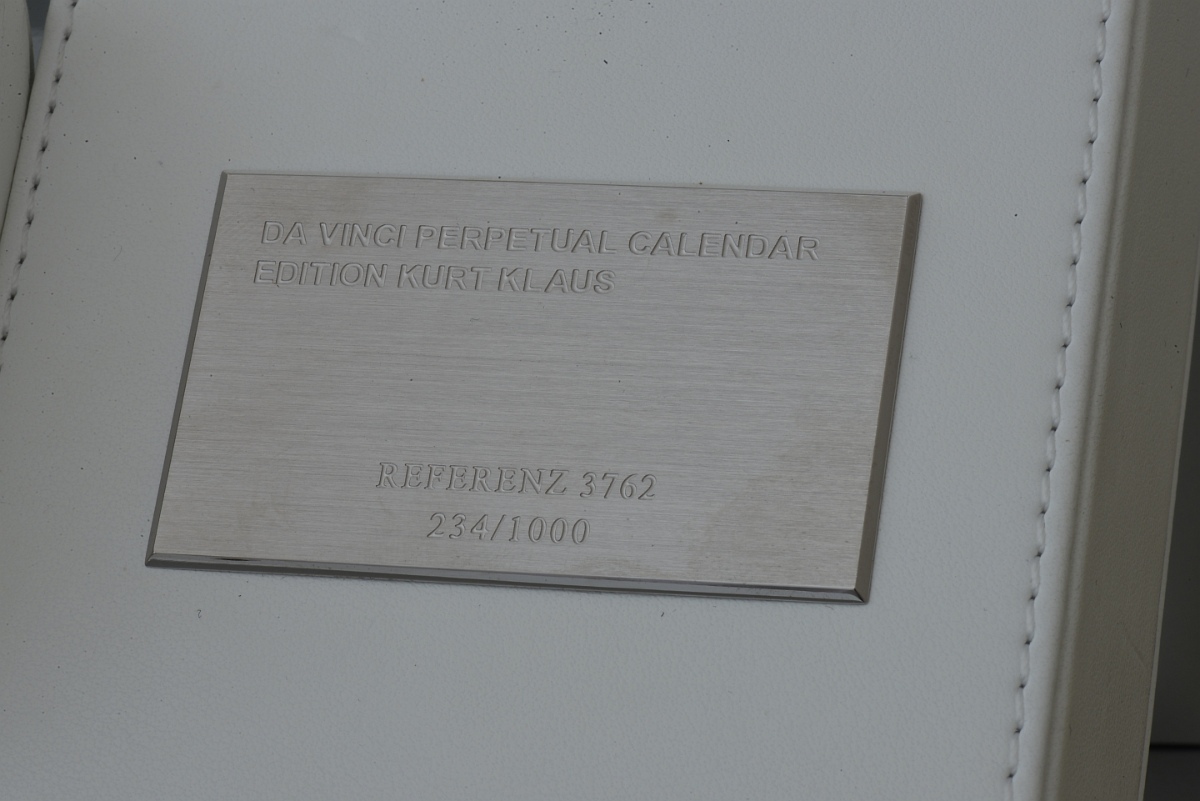 DA VINCI PERPETUAL CALENDAR
EDITION KURT KLAUS
REFERENZ 3762
234/1000